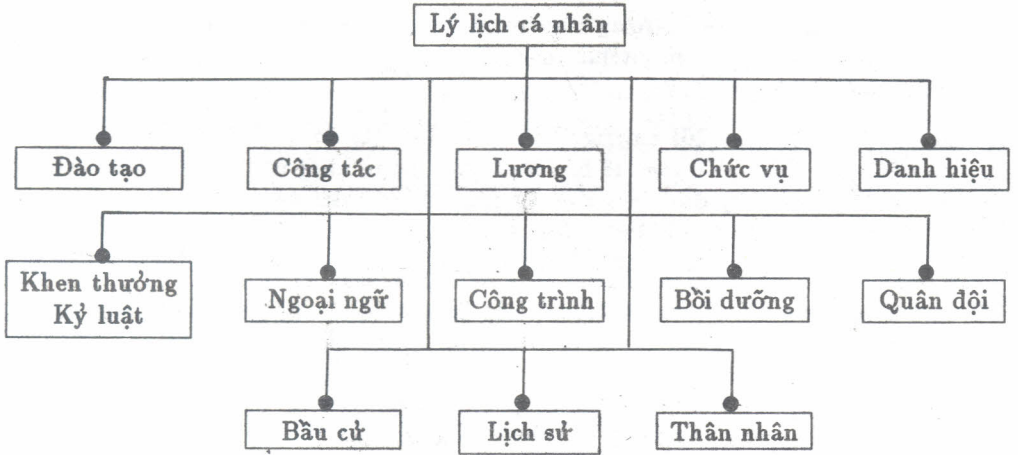 Lý lịch cá nhân
Đào tạo
Công tác
Lương
Chức vụ
Danh hiệu
Khen thưởng
Kỷ luật
Ngoại ngữ
Công trình
Bồi dưỡng
Quân đội
Bầu cử
Lịch sử
Thân nhân